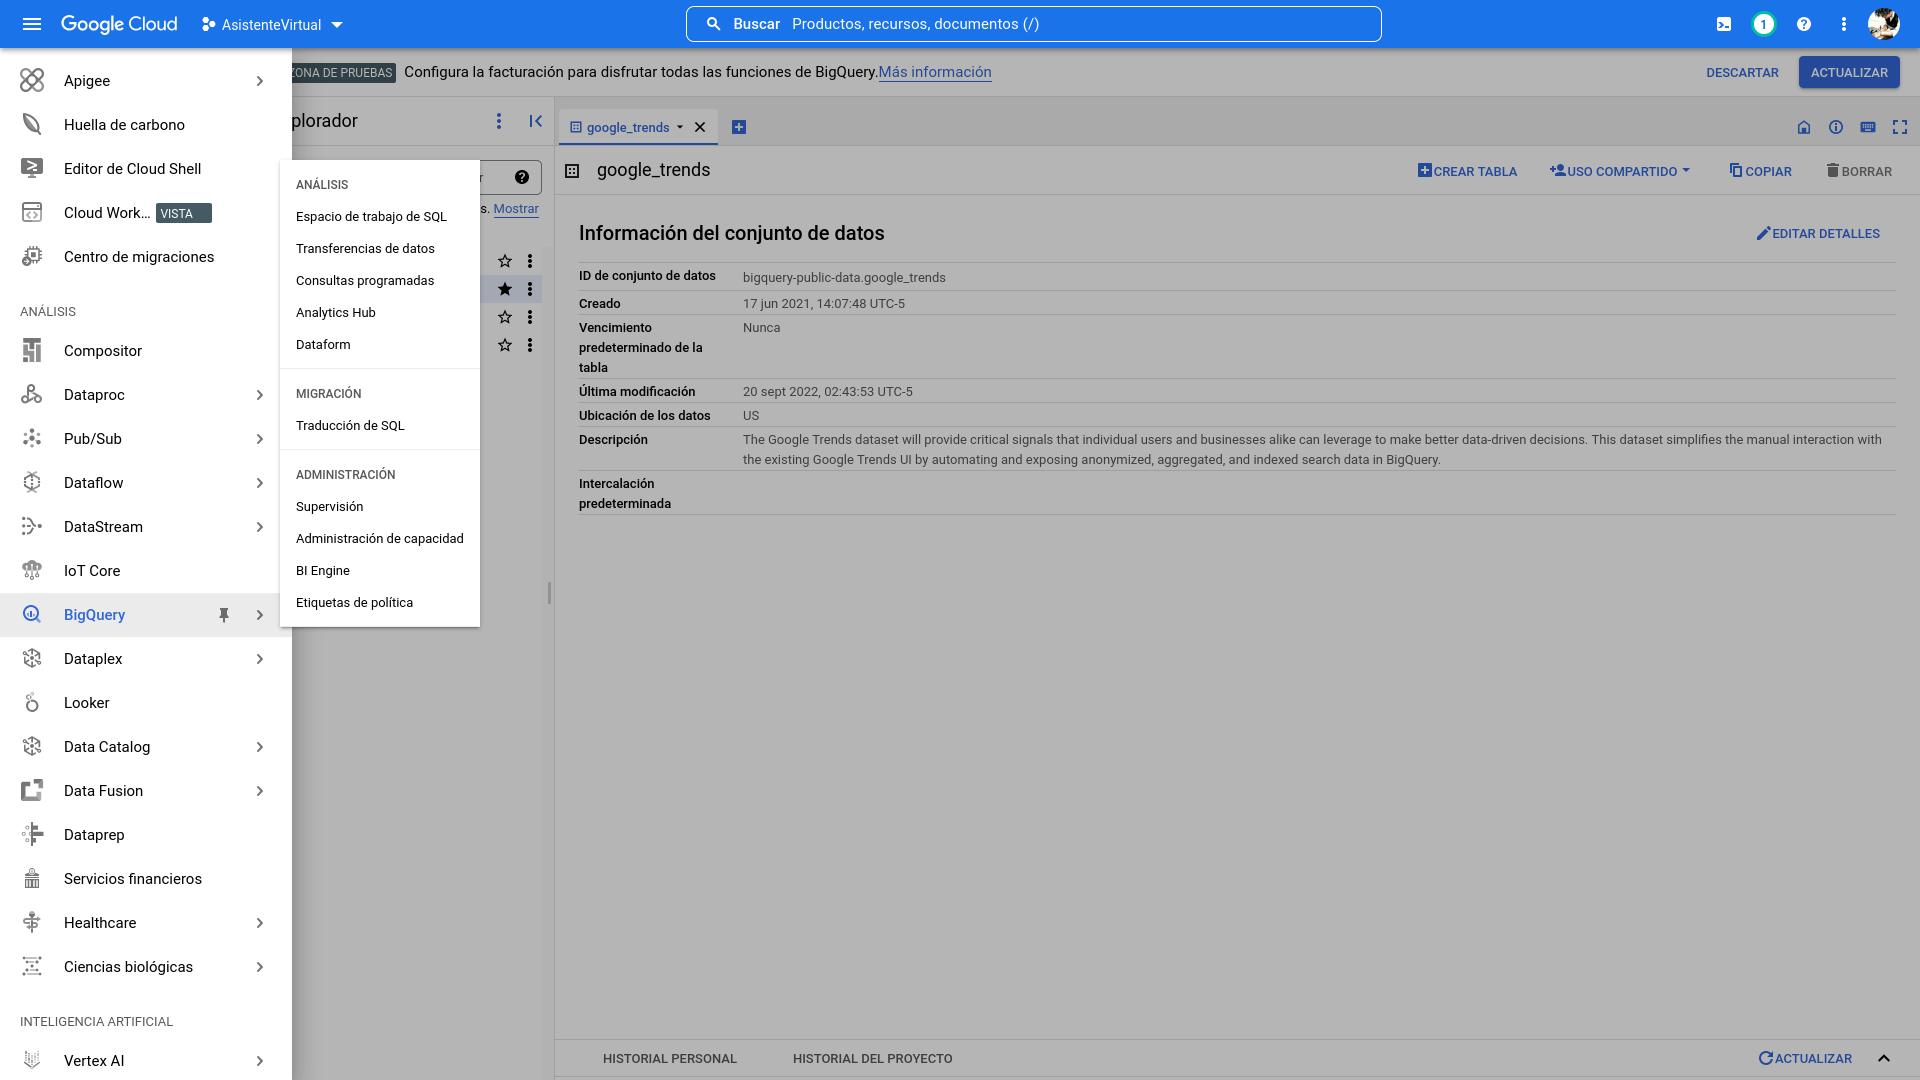 Google Cloud
AsistenteVirtual
Buscar Productos, recursos, documentos (/)
1
Apigee
Huella de carbono
Editor de Cloud Shell
Cloud Work... VISTA
Centro de migraciones
ANÁLISIS
Compositor
Dataproc
Pub/Sub
Dataflow
DataStream
IoT Core
BigQuery
Dataplex
Looker
Data Catalog
Data Fusion
Dataprep
Servicios financieros
Healthcare
Ciencias biológicas
INTELIGENCIA ARTIFICIAL
Vertex AI
ANÁLISIS
Espacio de trabajo de SQL
Transferencias de datos
Consultas programadas
Analytics Hub
Dataform
MIGRACIÓN
Traducción de SQL
ADMINISTRACIÓN
Supervisión
Administración de capacidad
BI Engine
Etiquetas de política
ZONA DE PRUEBAS Configura la facturación para disfrutar todas las funciones de BigQuery. Más información
DESCARTAR
ACTUALIZAR
plorador
r
s. Mostrar
google_trends
google_trends
CREAR TABLA
USO COMPARTIDO
COPIAR
BORRAR
Información del conjunto de datos
EDITAR DETALLES
ID de conjunto de datos bigquery-public-data.google_trends
Creado 17 jun 2021, 14:07:48 UTC-5
Vencimiento Nunca
predeterminado de la
tabla
Última modificación 20 sept 2022, 02:43:53 UTC-5
Ubicación de los datos US
Descripción The Google Trends dataset will provide critical signals that individual users and businesses alike can leverage to make better data-driven decisions. This dataset simplifies the manual interaction with
the existing Google Trends UI by automating and exposing anonymized, aggregated, and indexed search data in BigQuery.
Intercalación
predeterminada
HISTORIAL PERSONAL
HISTORIAL DEL PROYECTO
ACTUALIZAR